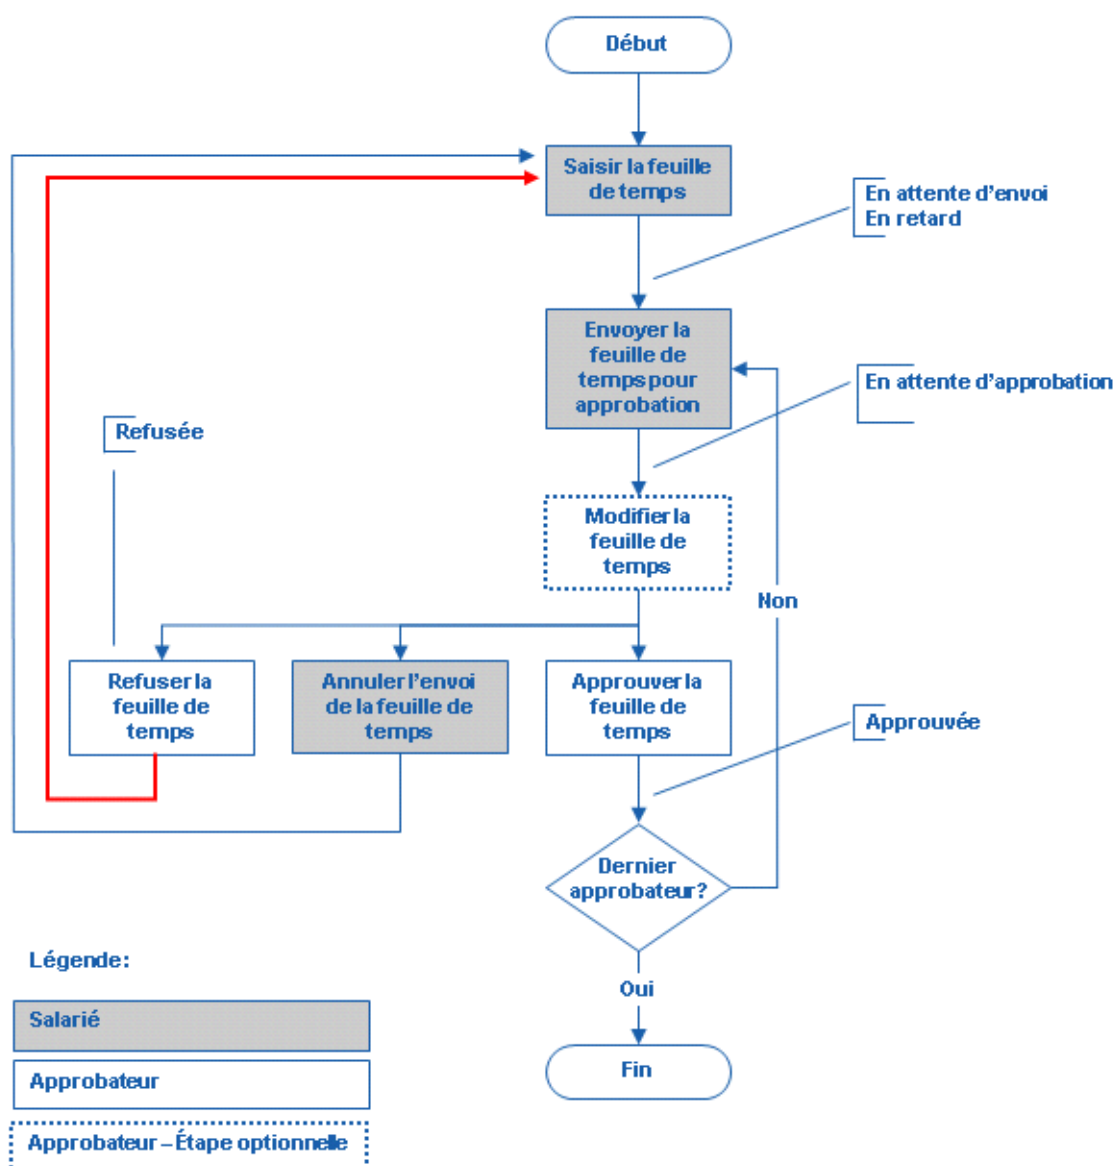 Début
Saisir la feuille
de temps
En attente d'envoi
En retard
Envoyer la
feuille de
temps pour
approbation
En attente d'approbation
Refusée
Modifier la
feuille de
temps
Non
Refuser la
feuille de
temps
Annuler l'envoi
de la feuille de
temps
Approuver la
feuille de
temps
Approuvée
Dernier
approbateur?
Légende:
Oui
Salarié
Fin
Approbateur
Approbateur – Étape optionnelle